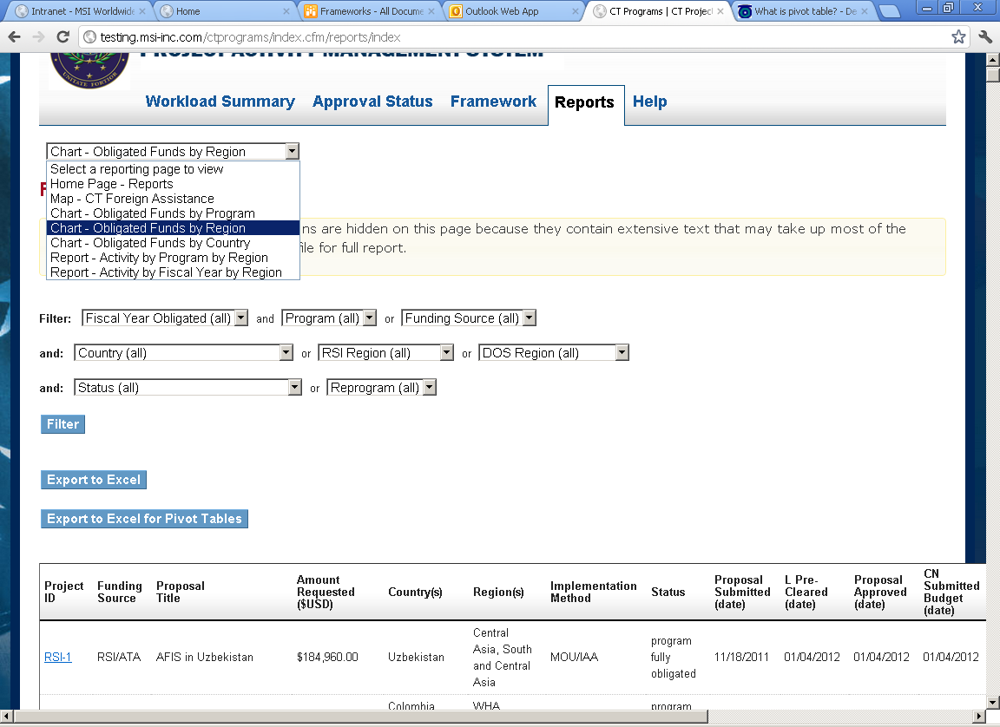 Intranet - MSI Worldwide
Home
Frameworks - All Docume
Outlook Web App
CT Programs | CT Project
What is pivot table? - De
testing.msi-inc.com/ctprograms/index.cfm/reports/index
UNITATE FORTIOR
PROJECT ACTIVITY MANAGEMENT SYSTEM
Workload Summary Approval Status Framework Reports Help
Chart - Obligated Funds by Region
Select a reporting page to view
Home Page - Reports
Map - CT Foreign Assistance
Chart - Obligated Funds by Program
Chart - Obligated Funds by Region
Chart - Obligated Funds by Country
Report - Activity by Program by Region
Report - Activity by Fiscal Year by Region
ns are hidden on this page because they contain extensive text that may take up most of the
file for full report.
Filter: Fiscal Year Obligated (all) and Program (all) or Funding Source (all)
and: Country (all) or RSI Region (all) or DOS Region (all)
and: Status (all) or Reprogram (all)
Filter
Export to Excel
Export to Excel for Pivot Tables
Project ID
Funding Source
Proposal Title
Amount Requested ($USD)
Country(s)
Region(s)
Implementation Method
Status
Proposal Submitted (date)
L Pre-Cleared (date)
Proposal Approved (date)
CN Submitted Budget (date)
RSI-1
RSI/ATA
AFIS in Uzbekistan
$184,960.00
Uzbekistan
Central Asia, South and Central Asia
MOU/IAA
program fully obligated
11/18/2011
01/04/2012
01/04/2012
01/04/2012
Colombia
WHA
program